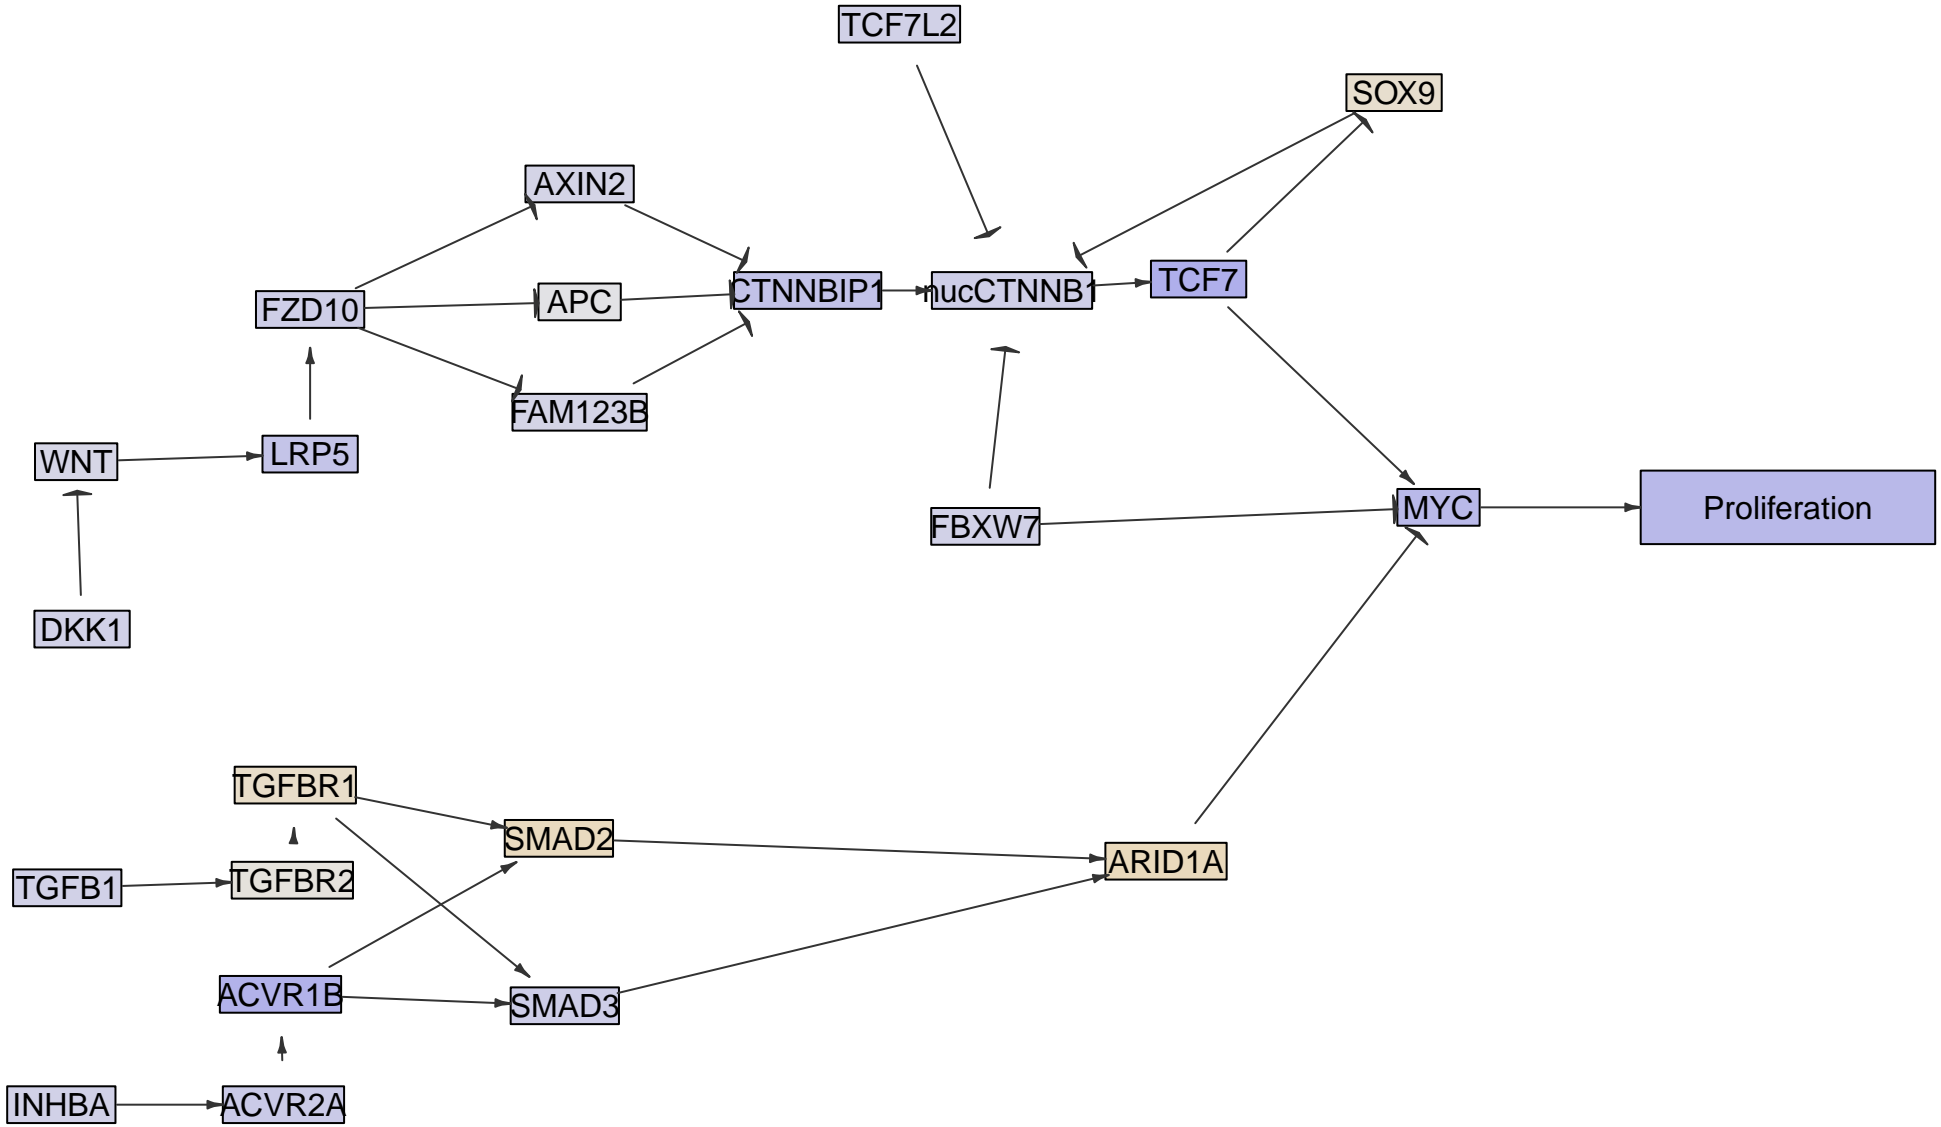 TCF7L2
SOX9
AXIN2
FZD10
APC
CTNNBIP1
nucCTNNB1
TCF7
FAM123B
WNT
LRP5
FBXW7
MYC
Proliferation
DKK1
TGFBR1
SMAD2
ARID1A
TGFB1
TGFBR2
ACVR1B
SMAD3
INHBA
ACVR2A